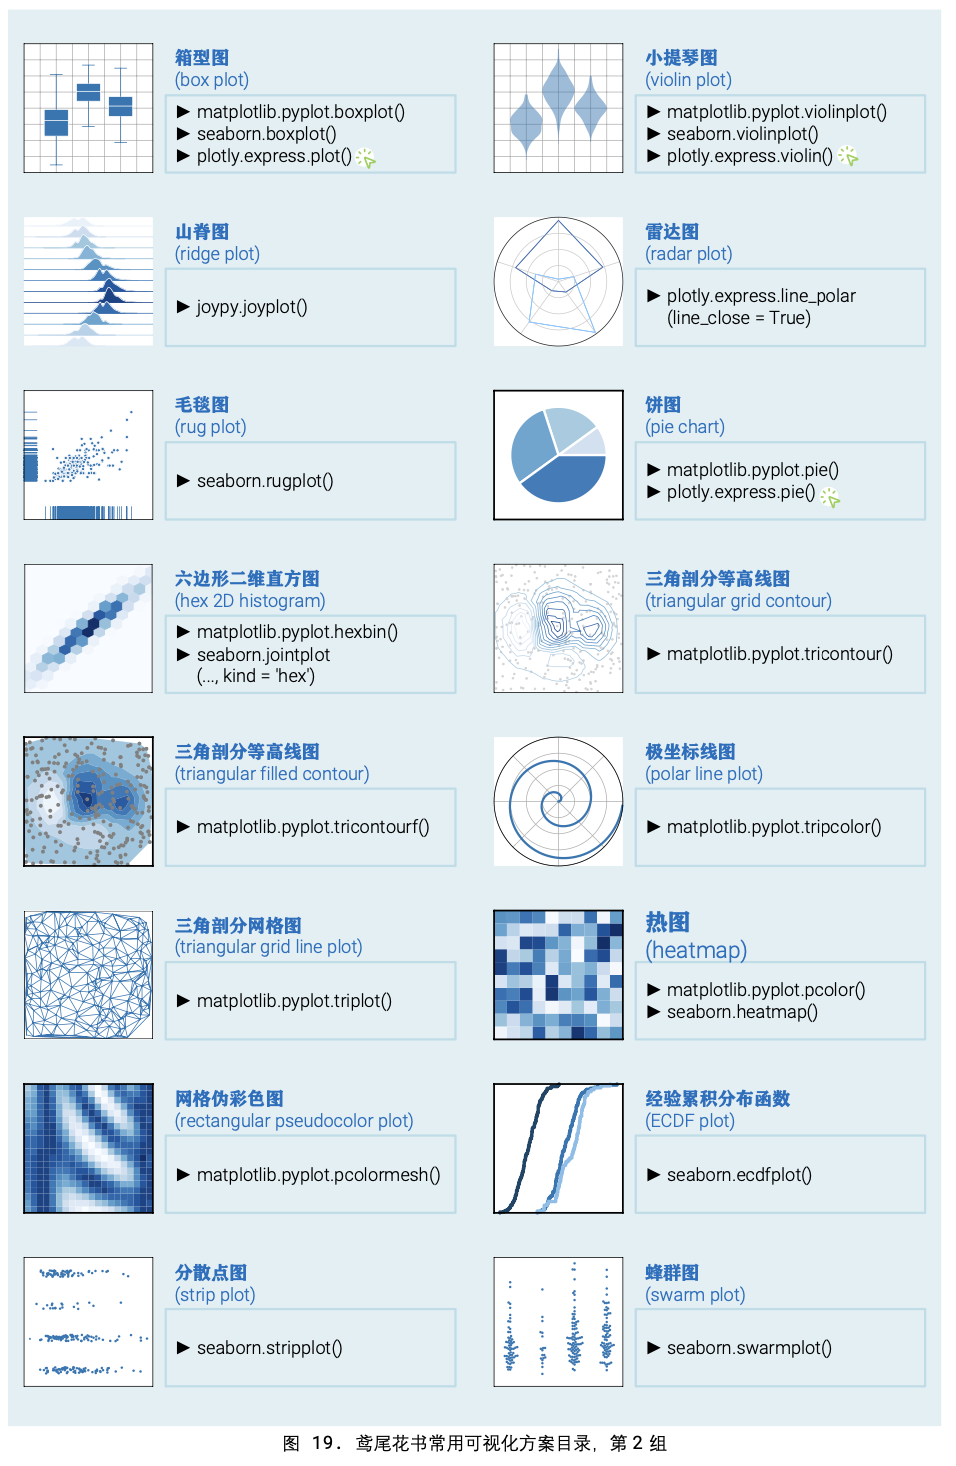 箱型图
(box plot)
► matplotlib.pyplot.boxplot()
► seaborn.boxplot()
► plotly.express.plot()
小提琴图
(violin plot)
► matplotlib.pyplot.violinplot()
► seaborn.violinplot()
► plotly.express.violin()
山脊图
(ridge plot)
► joypy.joyplot()
雷达图
(radar plot)
► plotly.express.line_polar
(line_close = True)
毛毯图
(rug plot)
► seaborn.rugplot()
饼图
(pie chart)
► matplotlib.pyplot.pie()
► plotly.express.pie()
六边形二维直方图
(hex 2D histogram)
► matplotlib.pyplot.hexbin()
► seaborn.jointplot
(..., kind = 'hex')
三角剖分等高线图
(triangular grid contour)
► matplotlib.pyplot.tricontour()
三角剖分等高线图
(triangular filled contour)
► matplotlib.pyplot.tricontourf()
极坐标线图
(polar line plot)
► matplotlib.pyplot.tripcolor()
三角剖分网格图
(triangular grid line plot)
► matplotlib.pyplot.triplot()
热图
(heatmap)
► matplotlib.pyplot.pcolor()
► seaborn.heatmap()
网格伪彩色图
(rectangular pseudocolor plot)
► matplotlib.pyplot.pcolormesh()
经验累积分布函数
(ECDF plot)
► seaborn.ecdfplot()
分散点图
(strip plot)
► seaborn.stripplot()
蜂群图
(swarm plot)
► seaborn.swarmplot()
图 19. 鸢尾花书常用可视化方案目录，第 2 组